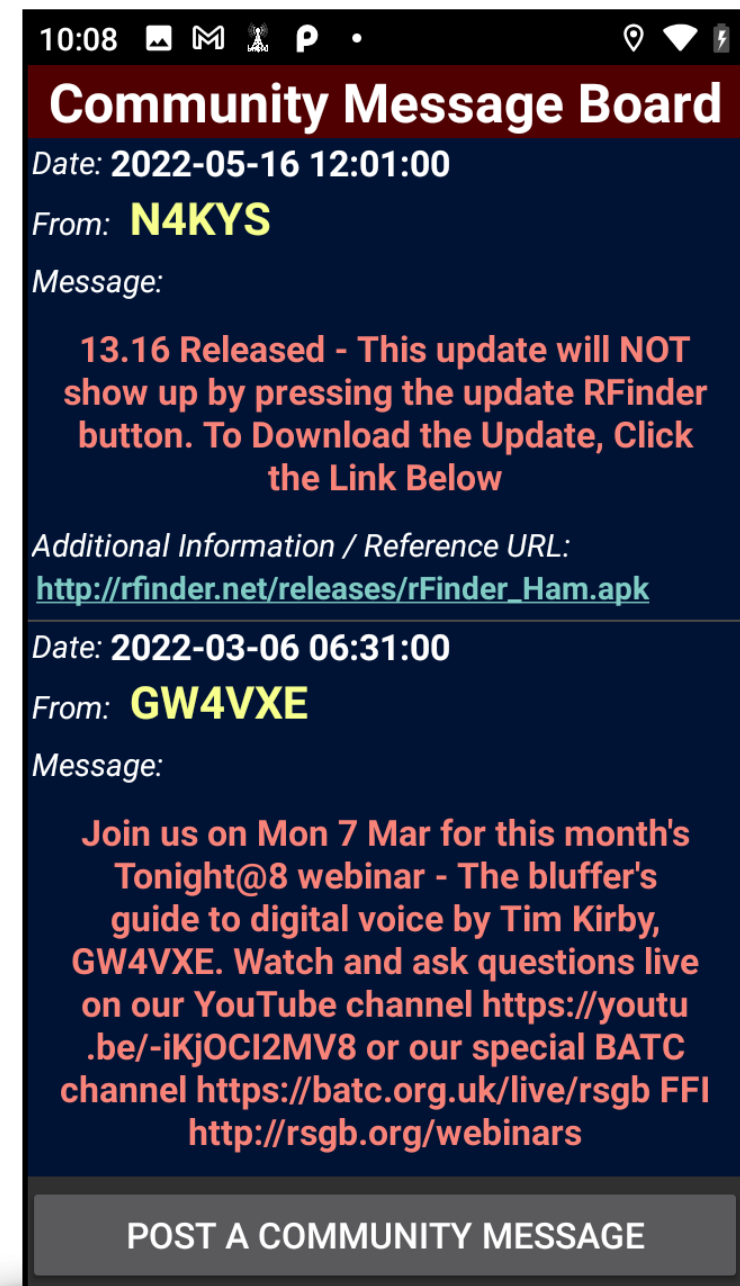 10:08
Community Message Board
Date: 2022-05-16 12:01:00
From: N4KYS
Message:
13.16 Released - This update will NOT
show up by pressing the update RFinder
button. To Download the Update, Click
the Link Below
Additional Information / Reference URL:
http://rfinder.net/releases/rFinder_Ham.apk
Date: 2022-03-06 06:31:00
From: GW4VXE
Message:
Join us on Mon 7 Mar for this month's
Tonight@8 webinar - The bluffer's
guide to digital voice by Tim Kirby,
GW4VXE. Watch and ask questions live
on our YouTube channel https://youtu
.be/-iKjOCI2MV8 or our special BATC
channel https://batc.org.uk/live/rsgb FFI
http://rsgb.org/webinars
POST A COMMUNITY MESSAGE